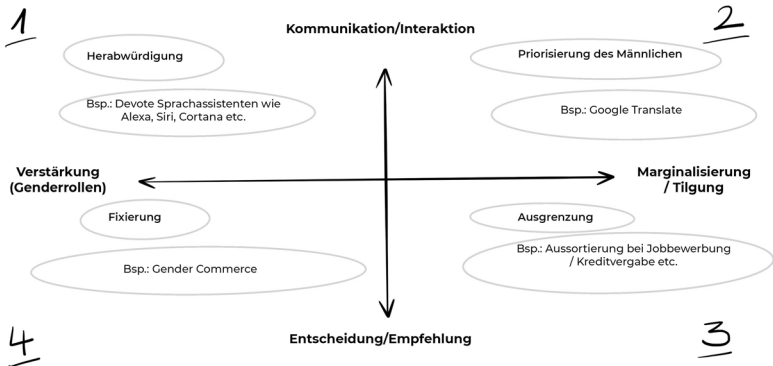 1
Kommunikation/Interaktion
2
Herabwürdigung
Priorisierung des Männlichen
Bsp.: Devote Sprachassistenten wie
Alexa, Siri, Cortana etc.
Bsp.: Google Translate
Verstärkung
(Genderrollen)
Marginalisierung
/ Tilgung
Fixierung
Ausgrenzung
Bsp.: Gender Commerce
Bsp.: Aussortierung bei Jobbewerbung
/ Kreditvergabe etc.
4
Entscheidung/Empfehlung
3